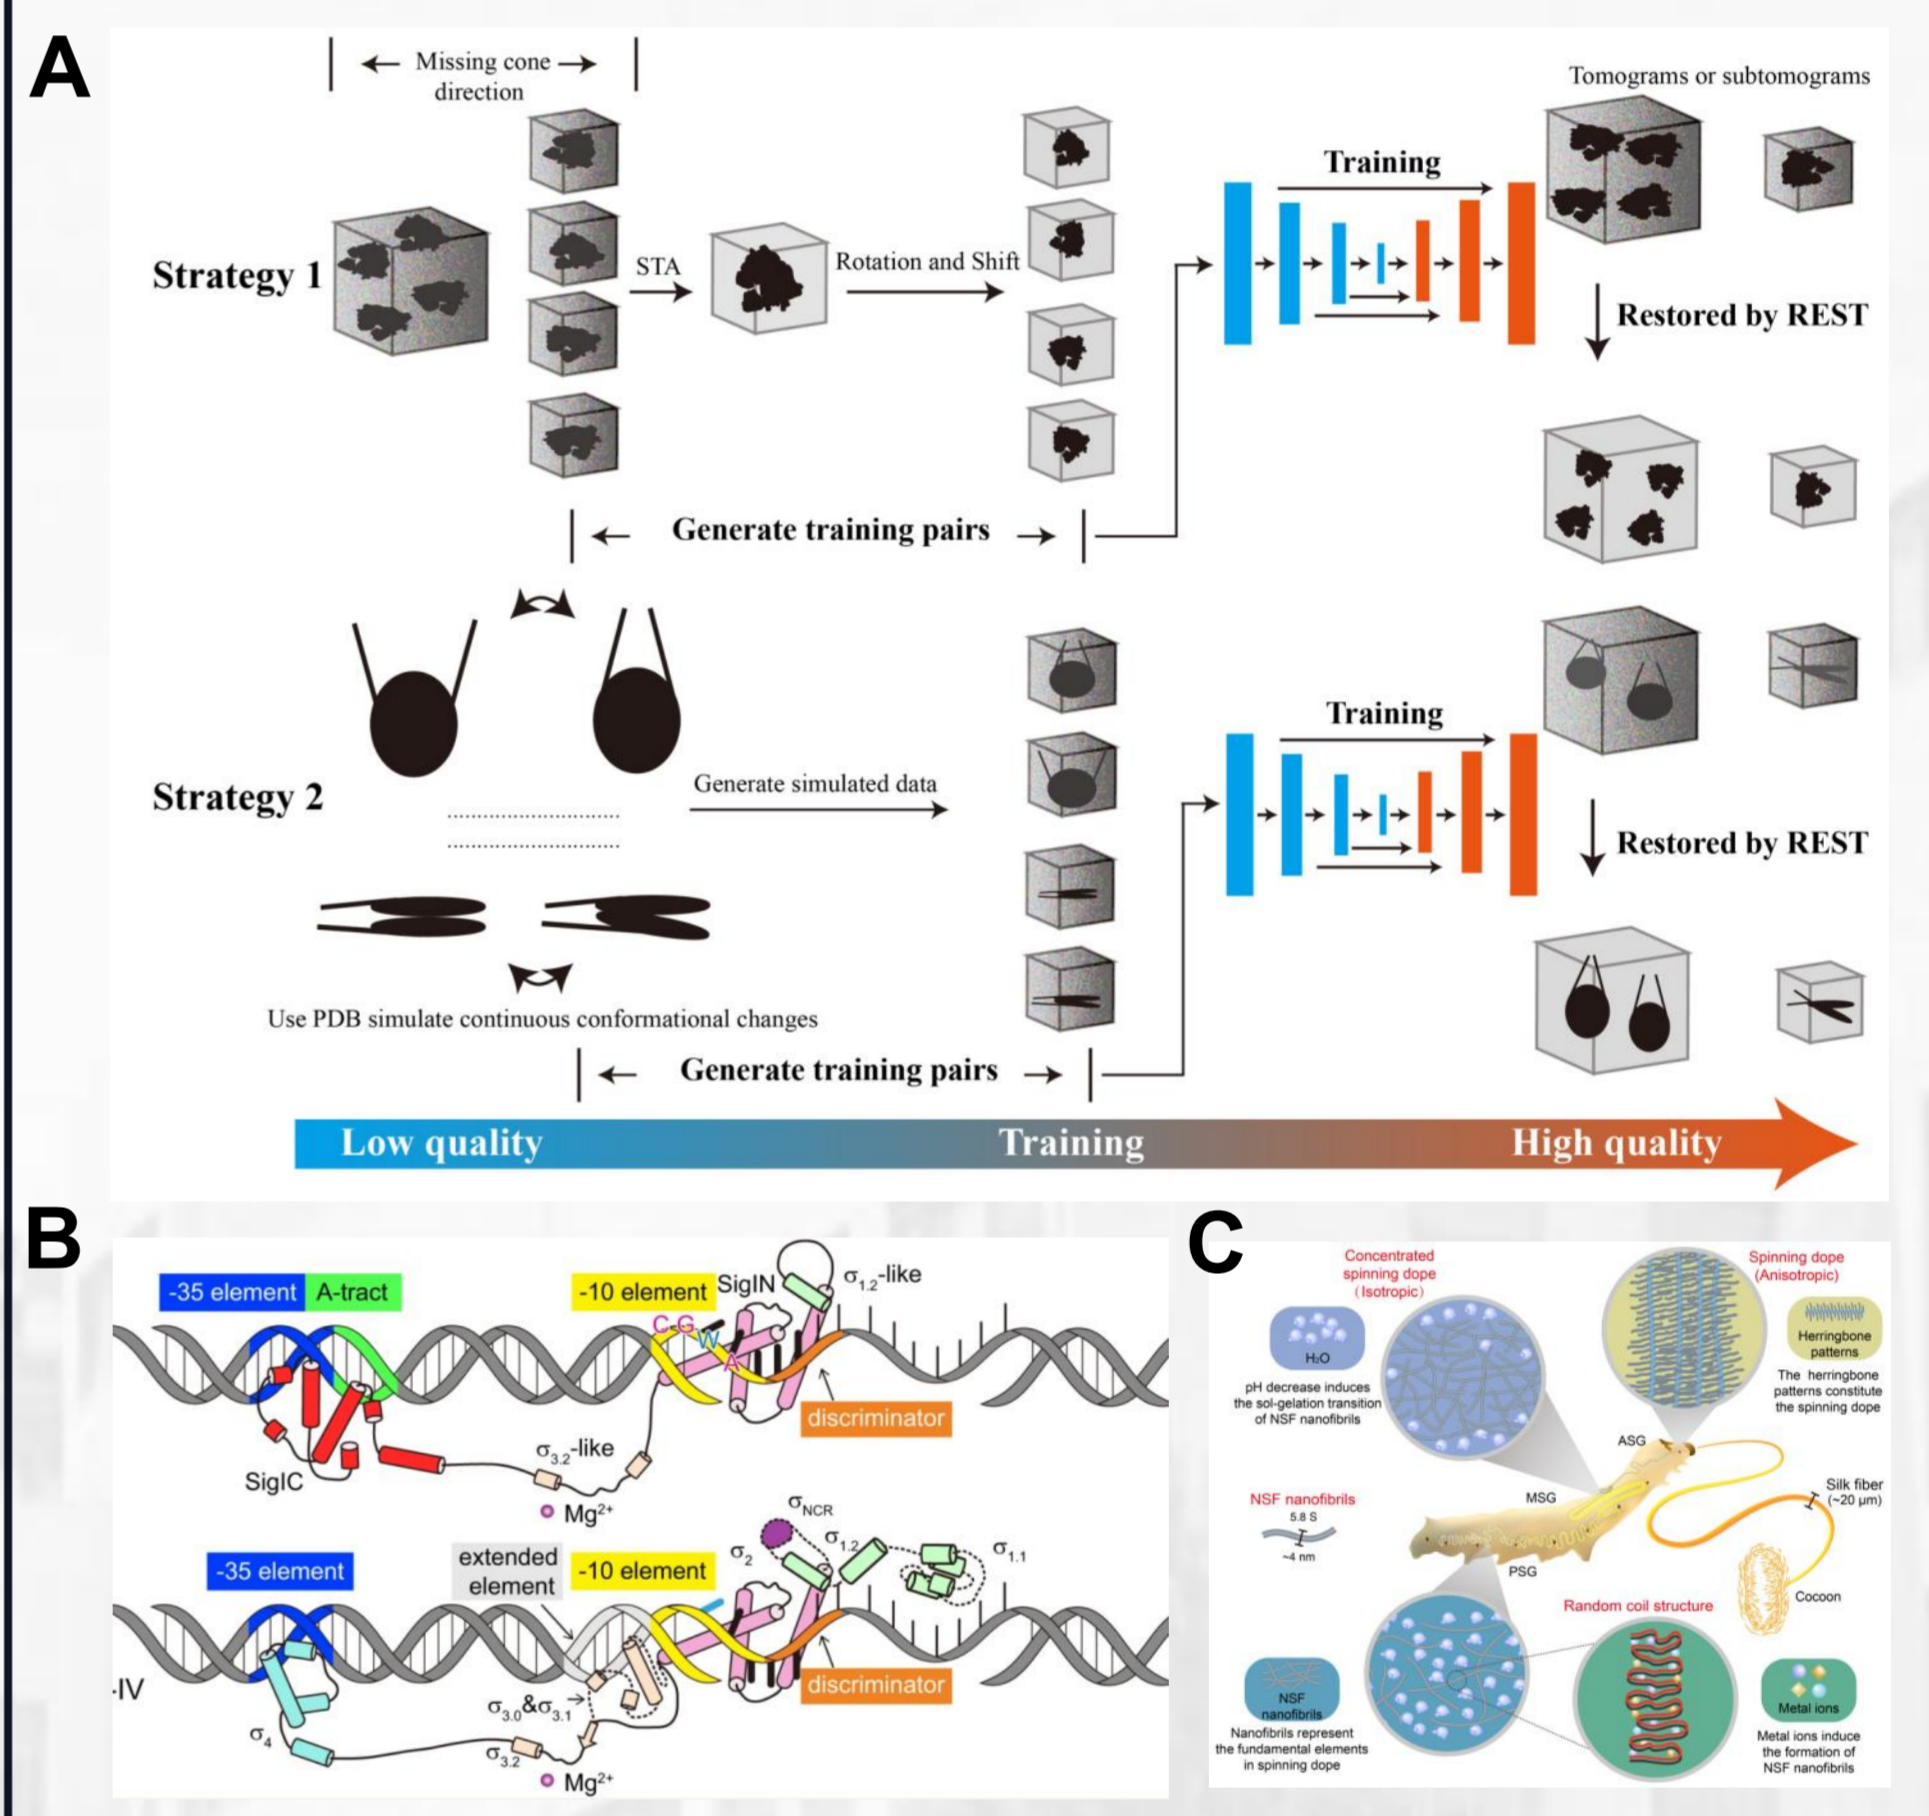 A
Missing cone
direction
Tomograms or subtomograms
Training
Strategy 1
STA
Rotation and Shift
Restored by REST
Generate training pairs
Training
Strategy 2
Generate simulated data
Restored by REST
Use PDB simulate continuous conformational changes
Generate training pairs
Low quality
Training
High quality
B
-35 element
A-tract
-10 element
SigIN
σ1.2-like
C G W A
discriminator
SigIC
σ3.2-like
Mg2+
σNCR
-35 element
extended
element
-10 element
σ2
σ1.2
σ1.1
discriminator
-IV
σ4
σ3.0&σ3.1
σ3.2
Mg2+
C
Concentrated
spinning dope
(Isotropic)
H₂O
pH decrease induces
the sol-gelation transition
of NSF nanofibrils
Spinning dope
(Anisotropic)
Herringbone
patterns
The herringbone
patterns constitute
the spinning dope
ASG
MSG
PSG
NSF nanofibrils
5.8 S
~4 nm
Silk fiber
(~20 μm)
Cocoon
Random coil structure
NSF
nanofibrils
Nanofibrils represent
the fundamental elements
in spinning dope
Metal ions
Metal ions induce
the formation of
NSF nanofibrils